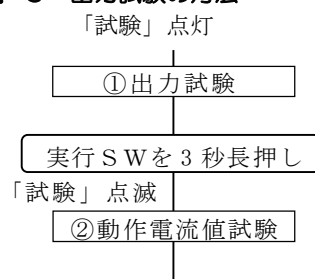 「試験」点灯
①出力試験
実行ＳＷを３秒長押し
「試験」点滅
②動作電流値試験